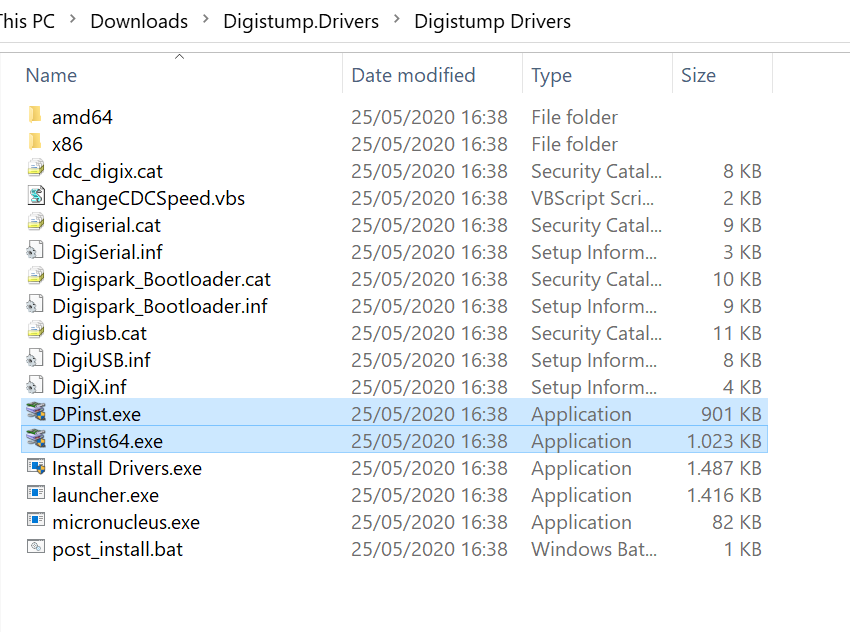 This PC > Downloads > Digistump.Drivers > Digistump Drivers
Name Date modified Type Size
amd64 25/05/2020 16:38 File folder
x86 25/05/2020 16:38 File folder
cdc_digix.cat 25/05/2020 16:38 Security Catal... 8 KB
ChangeCDCSpeed.vbs 25/05/2020 16:38 VBScript Scri... 2 KB
digiserial.cat 25/05/2020 16:38 Security Catal... 9 KB
DigiSerial.inf 25/05/2020 16:38 Setup Inform... 3 KB
Digispark_Bootloader.cat 25/05/2020 16:38 Security Catal... 10 KB
Digispark_Bootloader.inf 25/05/2020 16:38 Setup Inform... 9 KB
digiusb.cat 25/05/2020 16:38 Security Catal... 11 KB
DigiUSB.inf 25/05/2020 16:38 Setup Inform... 8 KB
DigiX.inf 25/05/2020 16:38 Setup Inform... 4 KB
DPinst.exe 25/05/2020 16:38 Application 901 KB
DPinst64.exe 25/05/2020 16:38 Application 1.023 KB
Install Drivers.exe 25/05/2020 16:38 Application 1.487 KB
launcher.exe 25/05/2020 16:38 Application 1.416 KB
micronucleus.exe 25/05/2020 16:38 Application 82 KB
post_install.bat 25/05/2020 16:38 Windows Bat... 1 KB